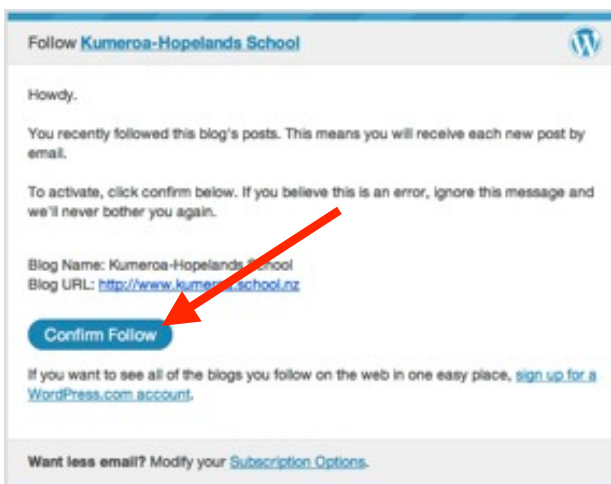 Follow Kumeroa-Hopelands School
Howdy.
You recently followed this blog's posts. This means you will receive each new post by
email.
To activate, click confirm below. If you believe this is an error, ignore this message and
we'll never bother you again.
Blog Name: Kumeroa-Hopelands School
Blog URL: http://www.kumeroa.school.nz
Confirm Follow
If you want to see all of the blogs you follow on the web in one easy place, sign up for a
WordPress.com account.
Want less email? Modify your Subscription Options.